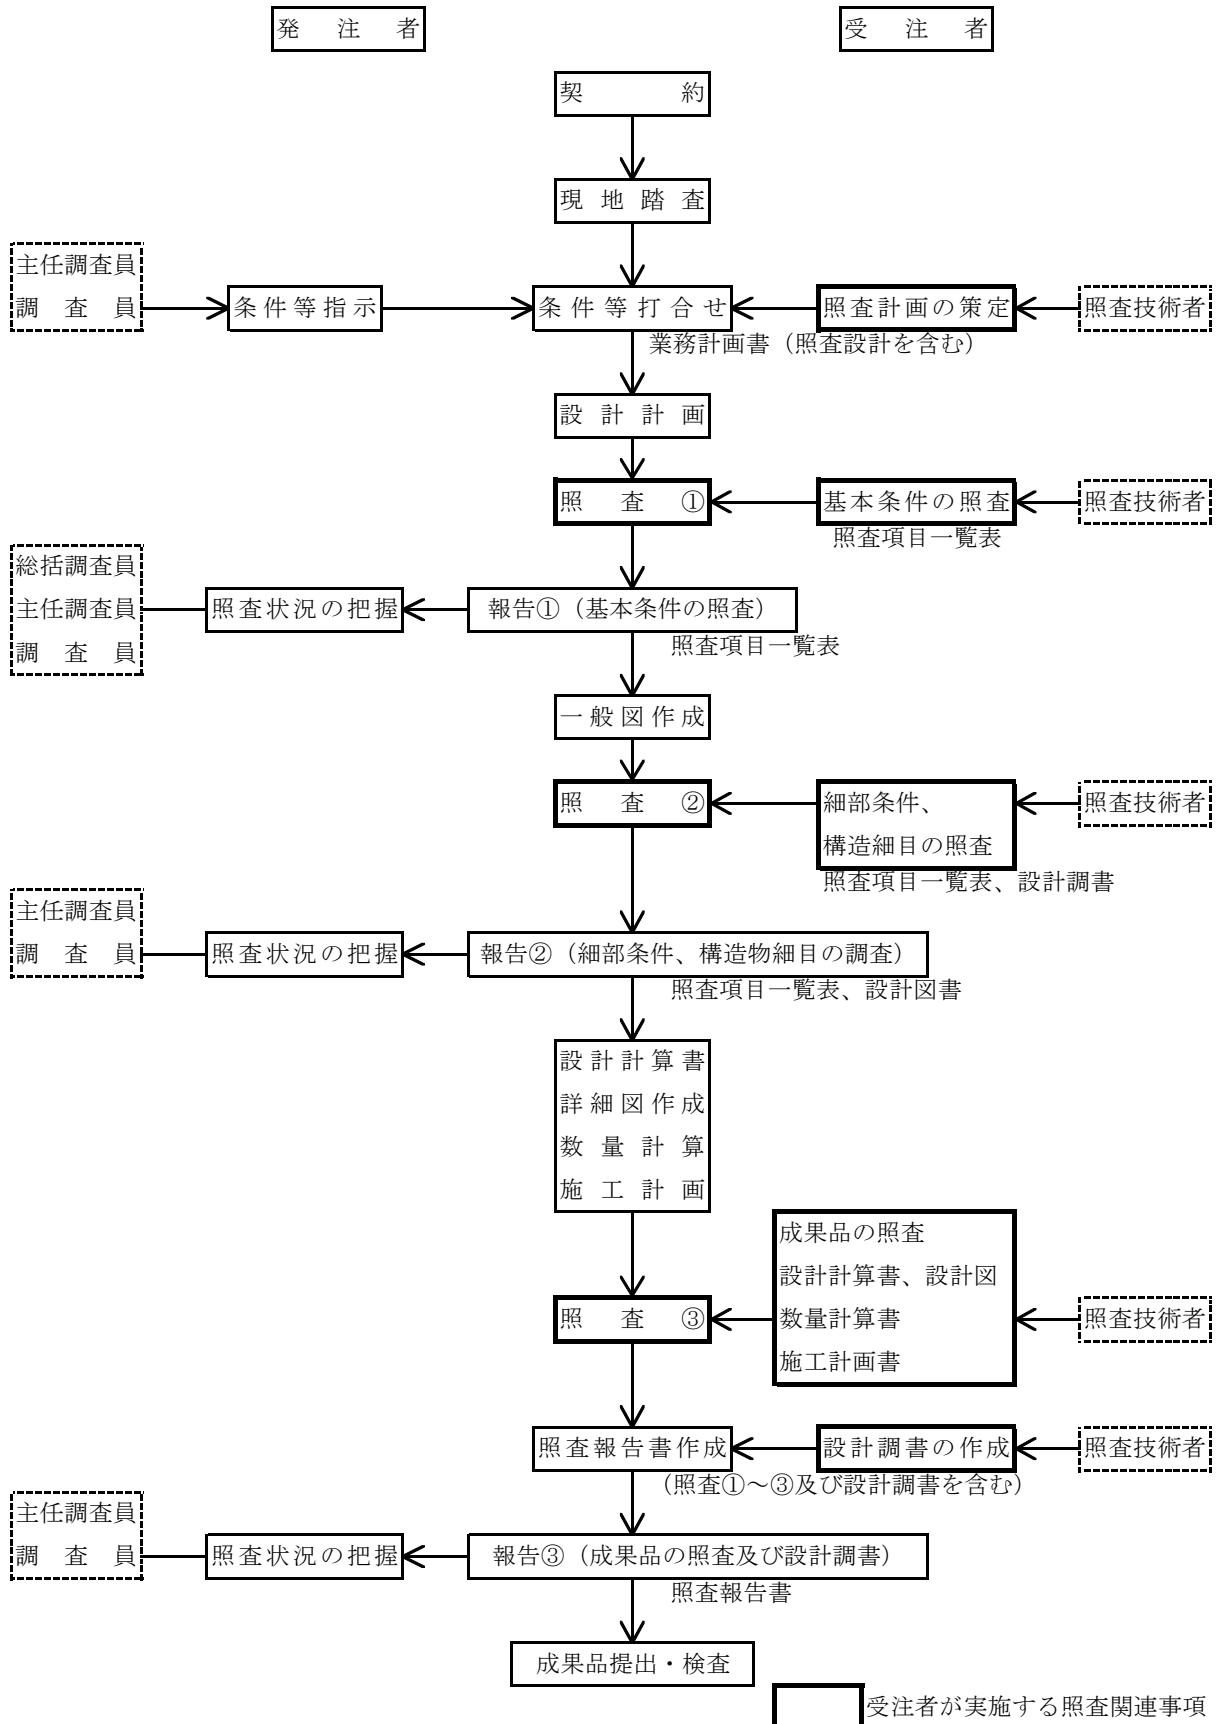 発注者
受注者
契約
現地踏査
主任調査員
調査員
条件等指示
条件等打合せ
照査計画の策定
照査技術者
業務計画書（照査設計を含む）
設計計画
照査①
基本条件の照査
照査技術者
照査項目一覧表
総括調査員
主任調査員
調査員
照査状況の把握
報告①（基本条件の照査）
照査項目一覧表
一般図作成
照査②
細部条件、
構造細目の照査
照査技術者
照査項目一覧表、設計調書
主任調査員
調査員
照査状況の把握
報告②（細部条件、構造物細目の調査）
照査項目一覧表、設計図書
設計計算書
詳細図作成
数量計算
施工計画
照査③
成果品の照査
設計計算書、設計図
数量計算書
施工計画書
照査技術者
照査報告書作成
設計調書の作成
照査技術者
（照査①～③及び設計調書を含む）
主任調査員
調査員
照査状況の把握
報告③（成果品の照査及び設計調書）
照査報告書
成果品提出・検査
受注者が実施する照査関連事項